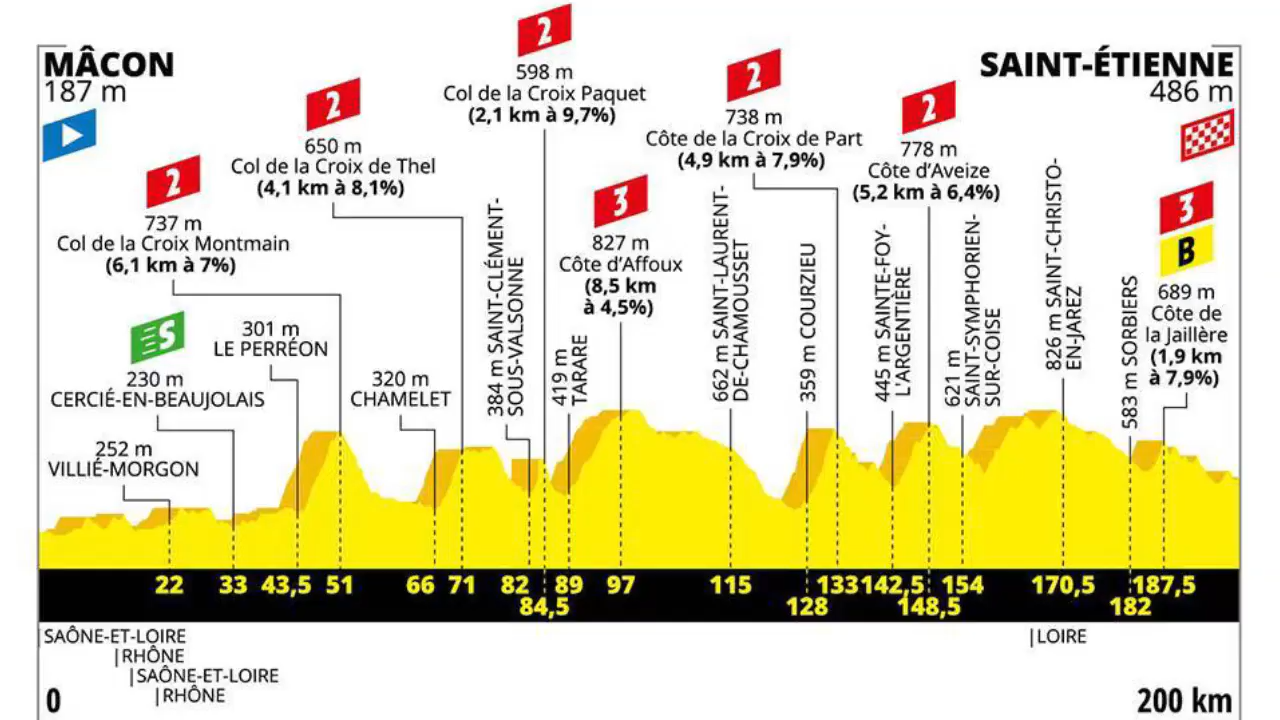 MÂCON
187 m
2
737 m
Col de la Croix Montmain
(6,1 km à 7%)
S
230 m
CERCIÉ-EN-BEAUJOLAIS
252 m
VILLIÉ-MORGON
301 m
LE PERRÉON
2
650 m
Col de la Croix de Thel
(4,1 km à 8,1%)
320 m
CHAMELET
384 m SAINT-CLÉMENT-
SOUS-VALSONNE
2
598 m
Col de la Croix Paquet
(2,1 km à 9,7%)
419 m
TARARE
3
827 m
Côte d’Affoux
(8,5 km
à 4,5%)
662 m SAINT-LAURENT-
DE-CHAMOUSSET
2
738 m
Côte de la Croix de Part
(4,9 km à 7,9%)
359 m COURZIEU
445 m SAINTE-FOY-
L’ARGENTIÈRE
2
778 m
Côte d’Aveize
(5,2 km à 6,4%)
621 m
SAINT-SYMPHORIEN-
SUR-COISE
826 m SAINT-CHRISTO-
EN-JAREZ
583 m SORBIERS
SAINT-ÉTIENNE
486 m
3
B
689 m
Côte de
la Jaillère
(1,9 km
à 7,9%)
22 33 43,5 51 66 71 82 89 97 115 133 142,5 154 170,5 187,5
84,5 128 148,5 182
SAÔNE-ET-LOIRE
RHÔNE
SAÔNE-ET-LOIRE
RHÔNE
LOIRE
0
200 km